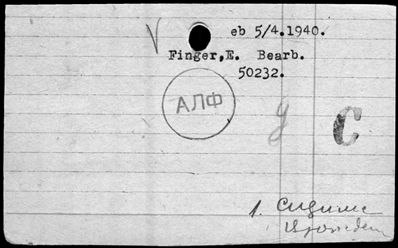 eb 5/4.1940.
Finger,E. Bearb.
50232.
АЛФ
С
1.